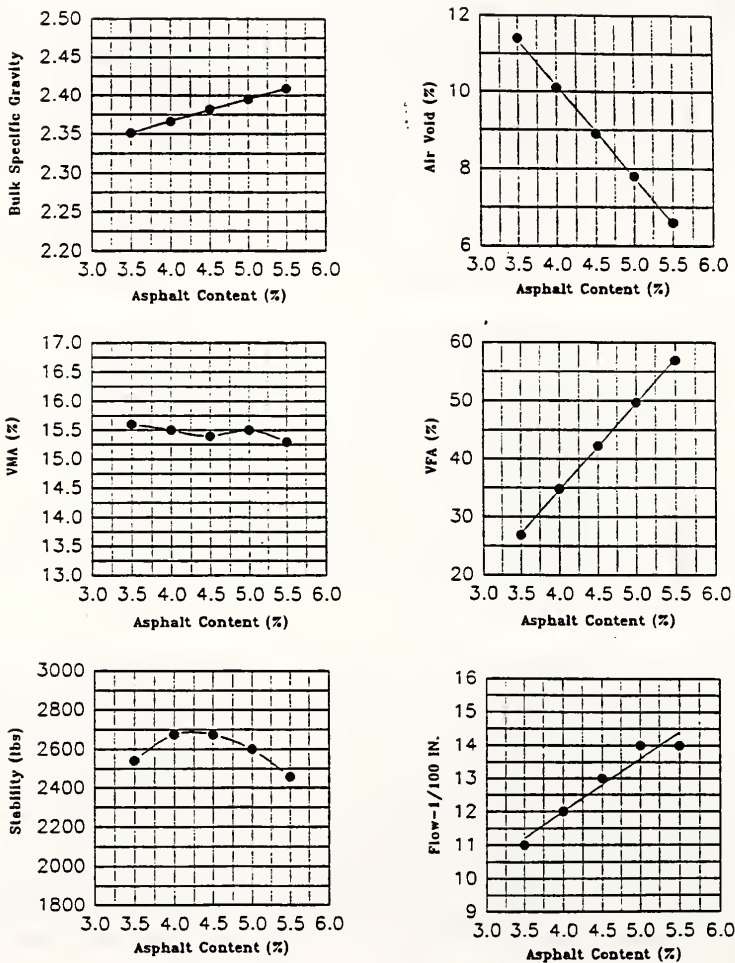 2.50
2.45
2.40
2.35
2.30
2.25
2.20
Bulk Specific Gravity
3.0 3.5 4.0 4.5 5.0 5.5 6.0
Asphalt Content (%)
12
10
8
6
Air Void (%)
3.0 3.5 4.0 4.5 5.0 5.5 6.0
Asphalt Content (%)
17.0
16.5
16.0
15.5
15.0
14.5
14.0
13.5
13.0
VMA (%)
3.0 3.5 4.0 4.5 5.0 5.5 6.0
Asphalt Content (%)
60
50
40
30
20
VFA (%)
3.0 3.5 4.0 4.5 5.0 5.5 6.0
Asphalt Content (%)
3000
2800
2600
2400
2200
2000
1800
Stability (lbs)
3.0 3.5 4.0 4.5 5.0 5.5 6.0
Asphalt Content (%)
16
15
14
13
12
11
10
9
Flow-1/100 IN.
3.0 3.5 4.0 4.5 5.0 5.5 6.0
Asphalt Content (%)